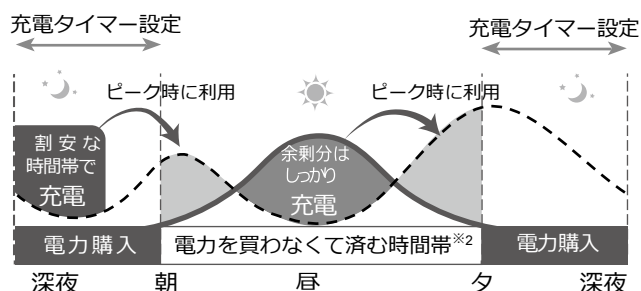 充電タイマー設定
充電タイマー設定
ピーク時に利用
ピーク時に利用
割安な
時間帯で
充電
余剰分は
しっかり
充電
電力購入
電力を買わなくて済む時間帯※2
電力購入
深夜
朝
昼
夕
深夜